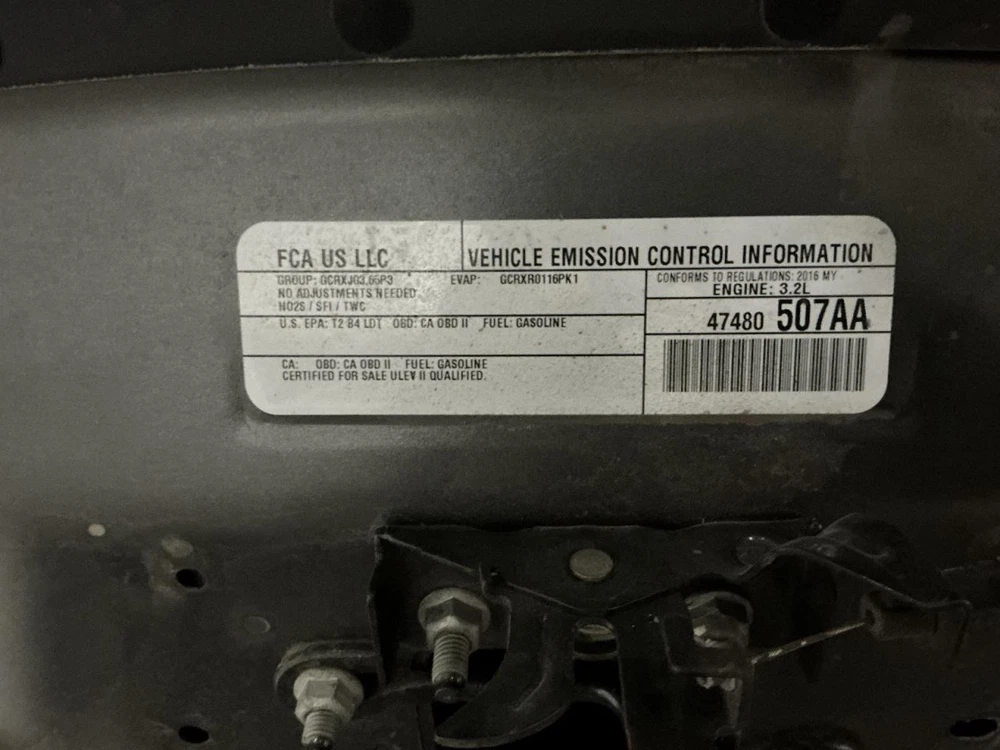 FCA US LLC
VEHICLE EMISSION CONTROL INFORMATION
GROUP: GCRXJ03.65P3 EVAP: GCRXR0116PK1
NO ADJUSTMENTS NEEDED
HO2S / SFI / TWC
CONFORMS TO REGULATIONS: 2016 MY
ENGINE: 3.2L
U.S. EPA: T2 B4 LDT OBD: CA OBD II FUEL: GASOLINE
47480 507AA
CA: OBD: CA OBD II FUEL: GASOLINE
CERTIFIED FOR SALE ULEV II QUALIFIED.